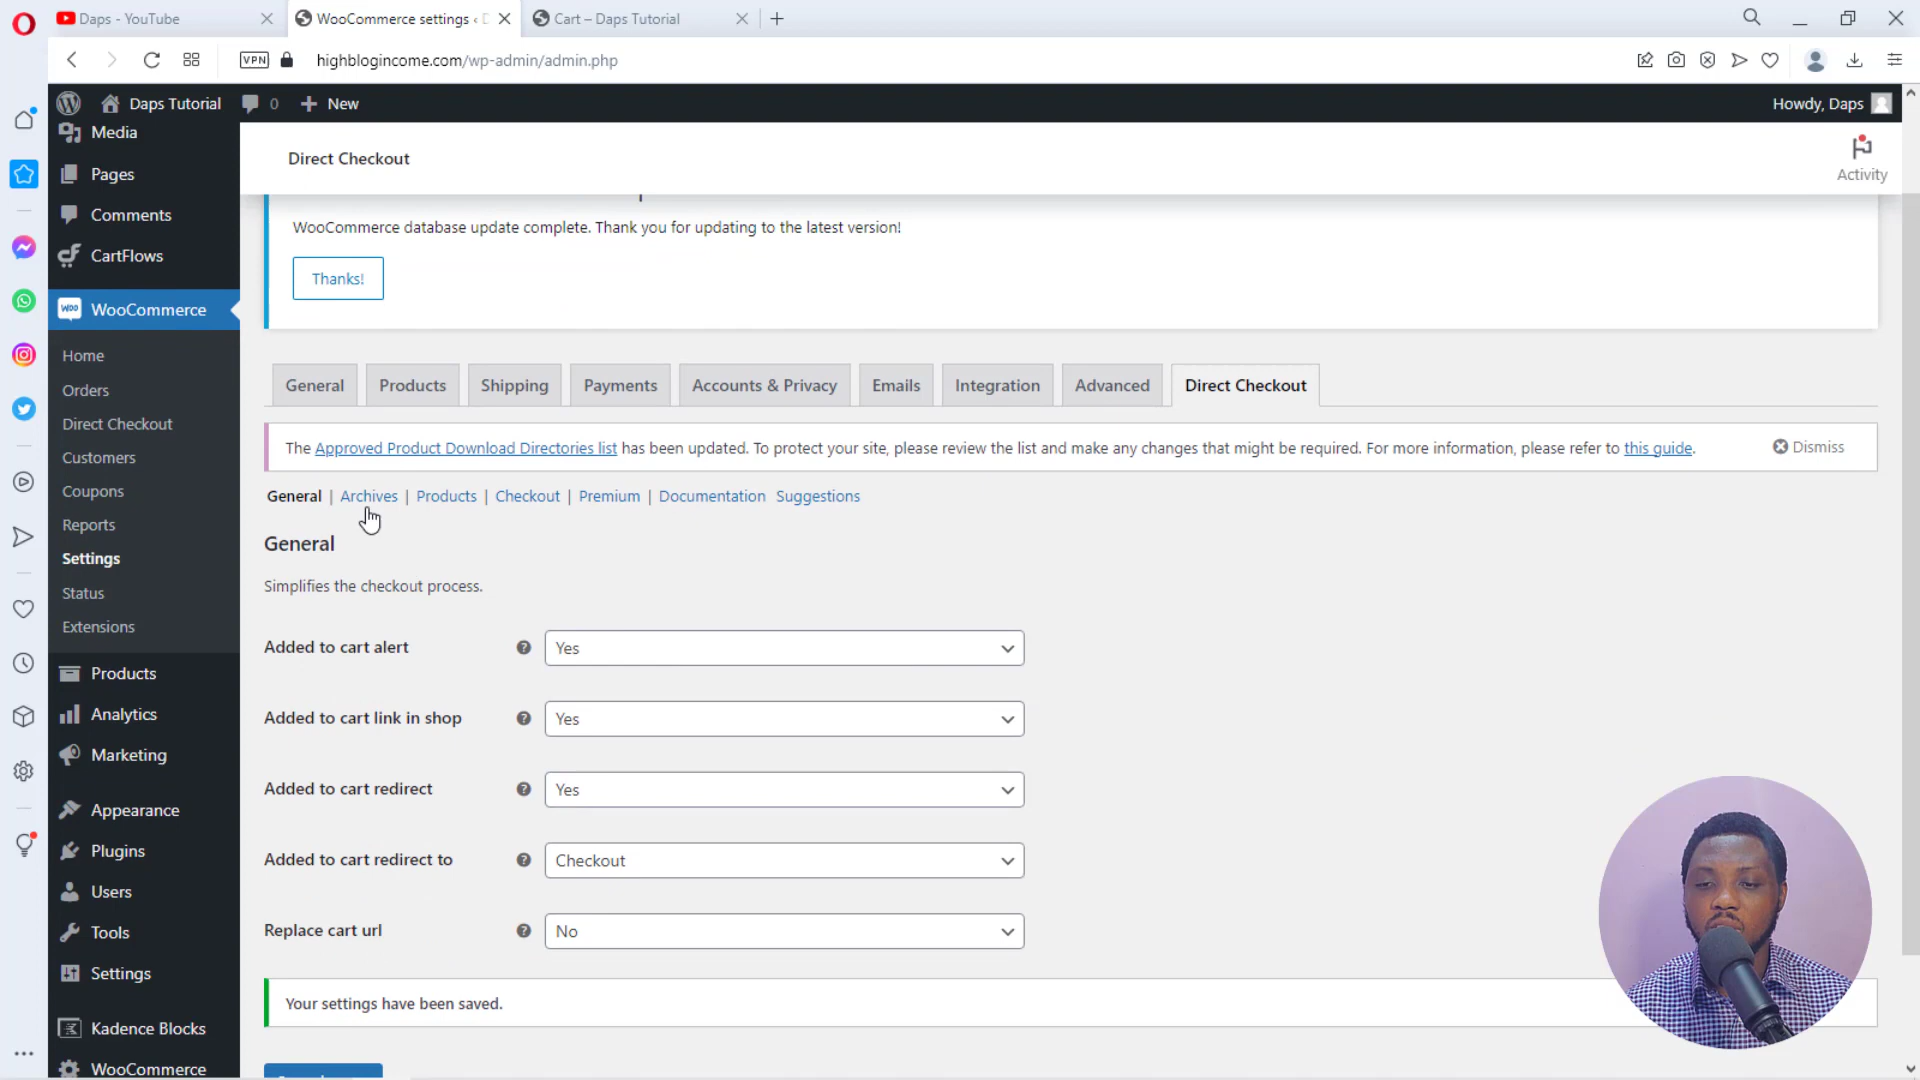 Daps - YouTube
WooCommerce settings ‹ D
Cart – Daps Tutorial
VPN
highblogincome.com/wp-admin/admin.php
Daps Tutorial
0
New
Howdy, Daps
Media
Pages
Comments
CartFlows
WooCommerce
Home
Orders
Direct Checkout
Customers
Coupons
Reports
Settings
Status
Extensions
Products
Analytics
Marketing
Appearance
Plugins
Users
Tools
Settings
Kadence Blocks
WooCommerce
Direct Checkout
Activity
WooCommerce database update complete. Thank you for updating to the latest version!
Thanks!
General
Products
Shipping
Payments
Accounts & Privacy
Emails
Integration
Advanced
Direct Checkout
The Approved Product Download Directories list has been updated. To protect your site, please review the list and make any changes that might be required. For more information, please refer to this guide.
Dismiss
General | Archives | Products | Checkout | Premium | Documentation Suggestions
General
Simplifies the checkout process.
Added to cart alert
Yes
Added to cart link in shop
Yes
Added to cart redirect
Yes
Added to cart redirect to
Checkout
Replace cart url
No
Your settings have been saved.